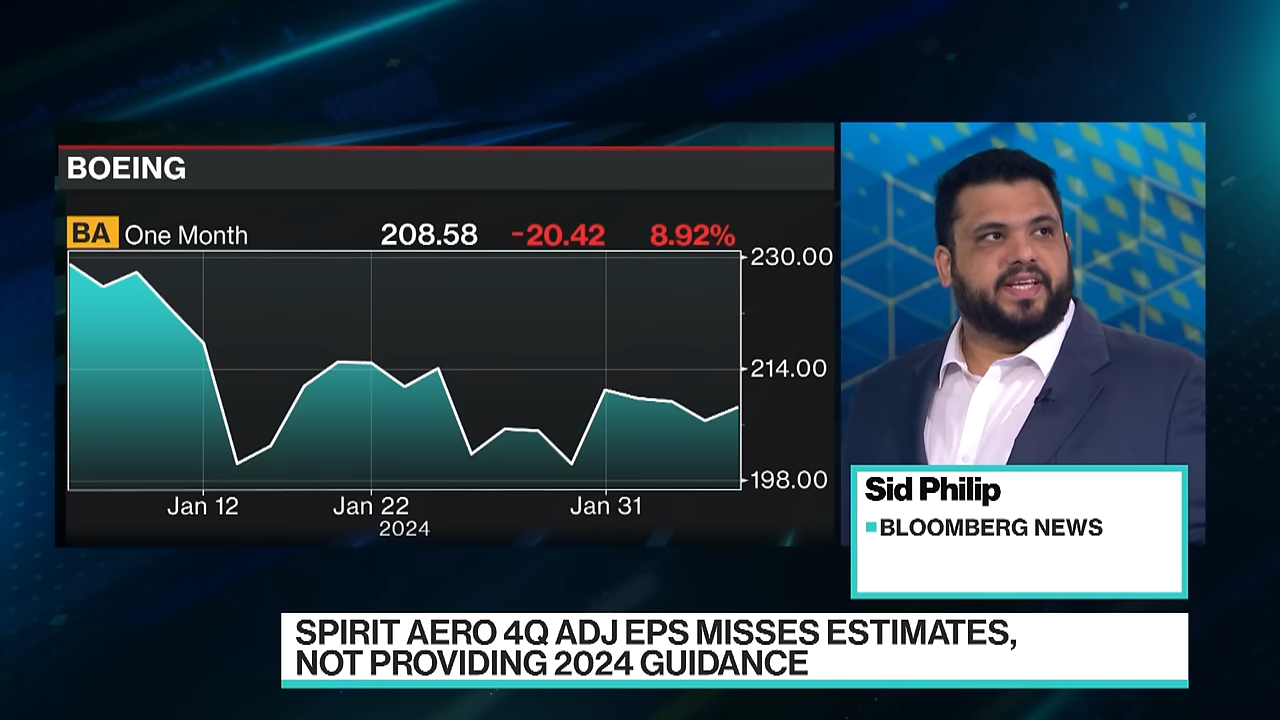 BOEING
BA One Month 208.58 -20.42 8.92%
230.00
214.00
198.00
Jan 12 Jan 22 Jan 31
2024
Sid Philip
BLOOMBERG NEWS
SPIRIT AERO 4Q ADJ EPS MISSES ESTIMATES,
NOT PROVIDING 2024 GUIDANCE